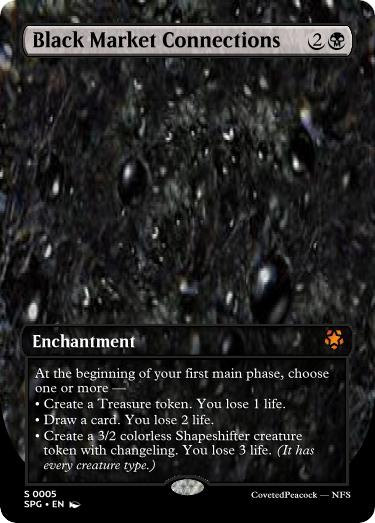 Black Market Connections 2
Enchantment
At the beginning of your first main phase, choose
one or more —
• Create a Treasure token. You lose 1 life.
• Draw a card. You lose 2 life.
• Create a 3/2 colorless Shapeshifter creature
token with changeling. You lose 3 life. (It has
every creature type.)
S 0005
SPG • EN
CovetedPeacock — NFS